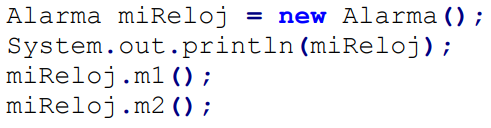 Alarma miReloj = new Alarma();
System.out.println(miReloj);
miReloj.m1();
miReloj.m2();